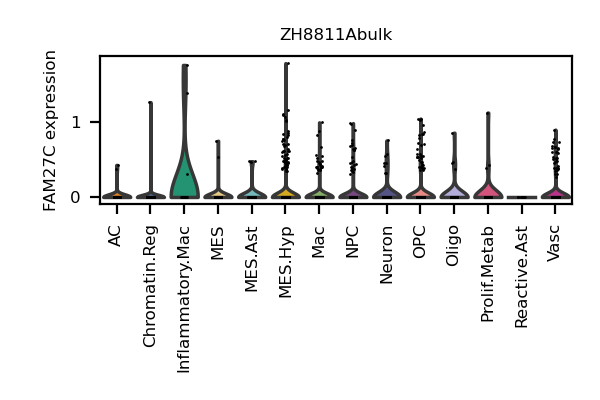 ZH8811Abulk
FAM27C expression
1
0
AC
Chromatin.Reg
Inflammatory.Mac
MES
MES.Ast
MES.Hyp
Mac
NPC
Neuron
OPC
Oligo
Prolif.Metab
Reactive.Ast
Vasc